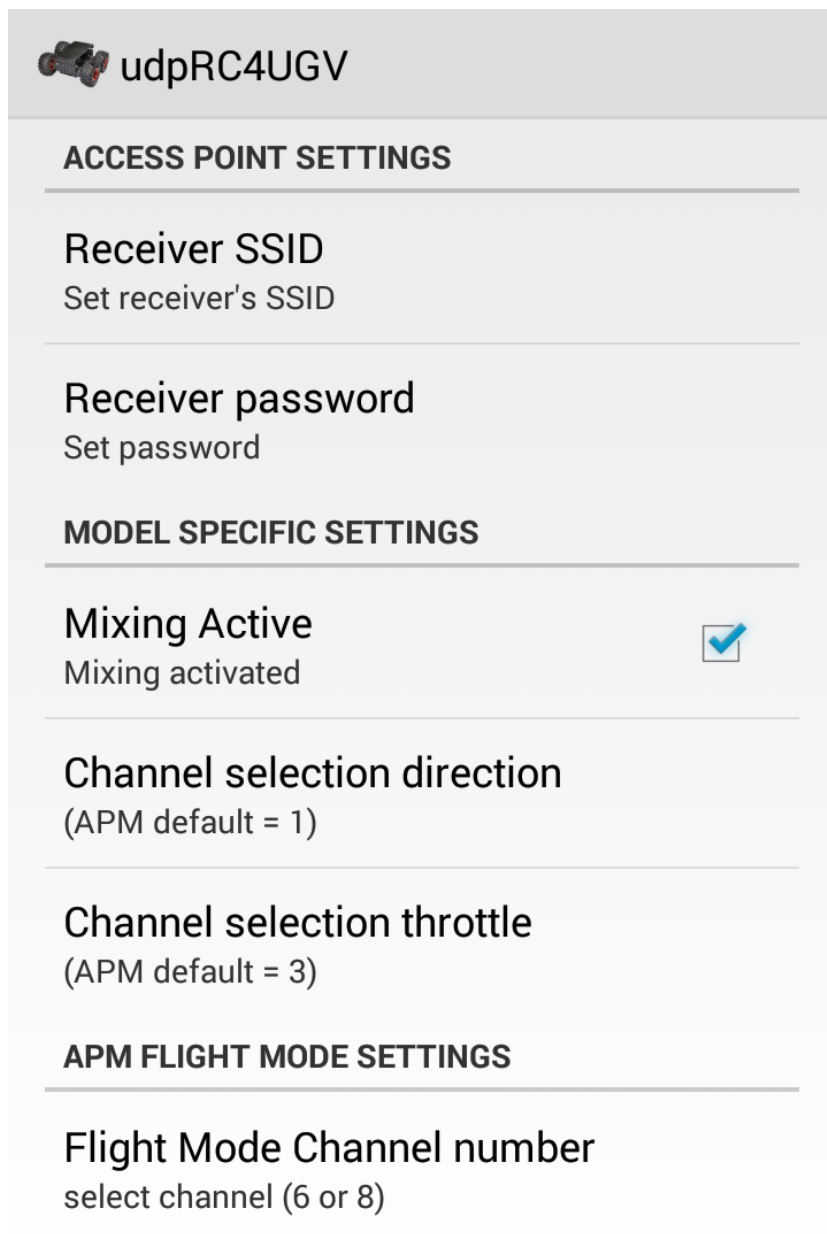 udpRC4UGV
ACCESS POINT SETTINGS
Receiver SSID
Set receiver's SSID
Receiver password
Set password
MODEL SPECIFIC SETTINGS
Mixing Active
Mixing activated
Channel selection direction
(APM default = 1)
Channel selection throttle
(APM default = 3)
APM FLIGHT MODE SETTINGS
Flight Mode Channel number
select channel (6 or 8)